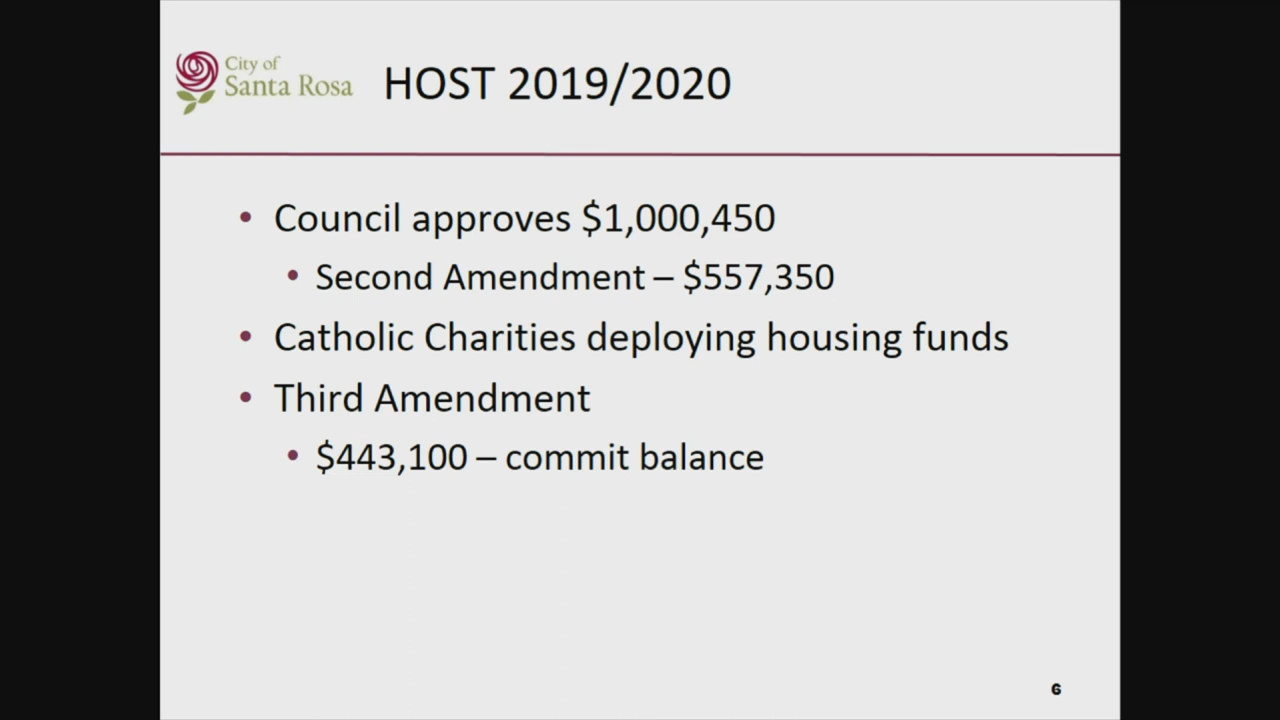 City of
Santa Rosa
HOST 2019/2020
• Council approves $1,000,450
• Second Amendment – $557,350
• Catholic Charities deploying housing funds
• Third Amendment
• $443,100 – commit balance
6